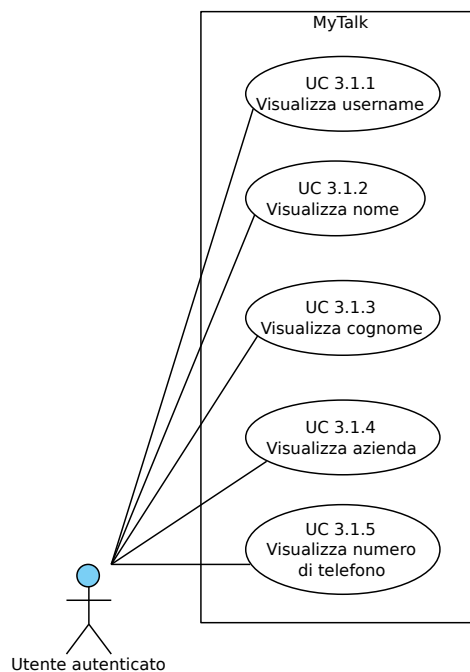 MyTalk
UC 3.1.1
Visualizza username
UC 3.1.2
Visualizza nome
UC 3.1.3
Visualizza cognome
UC 3.1.4
Visualizza azienda
UC 3.1.5
Visualizza numero
di telefono
Utente autenticato